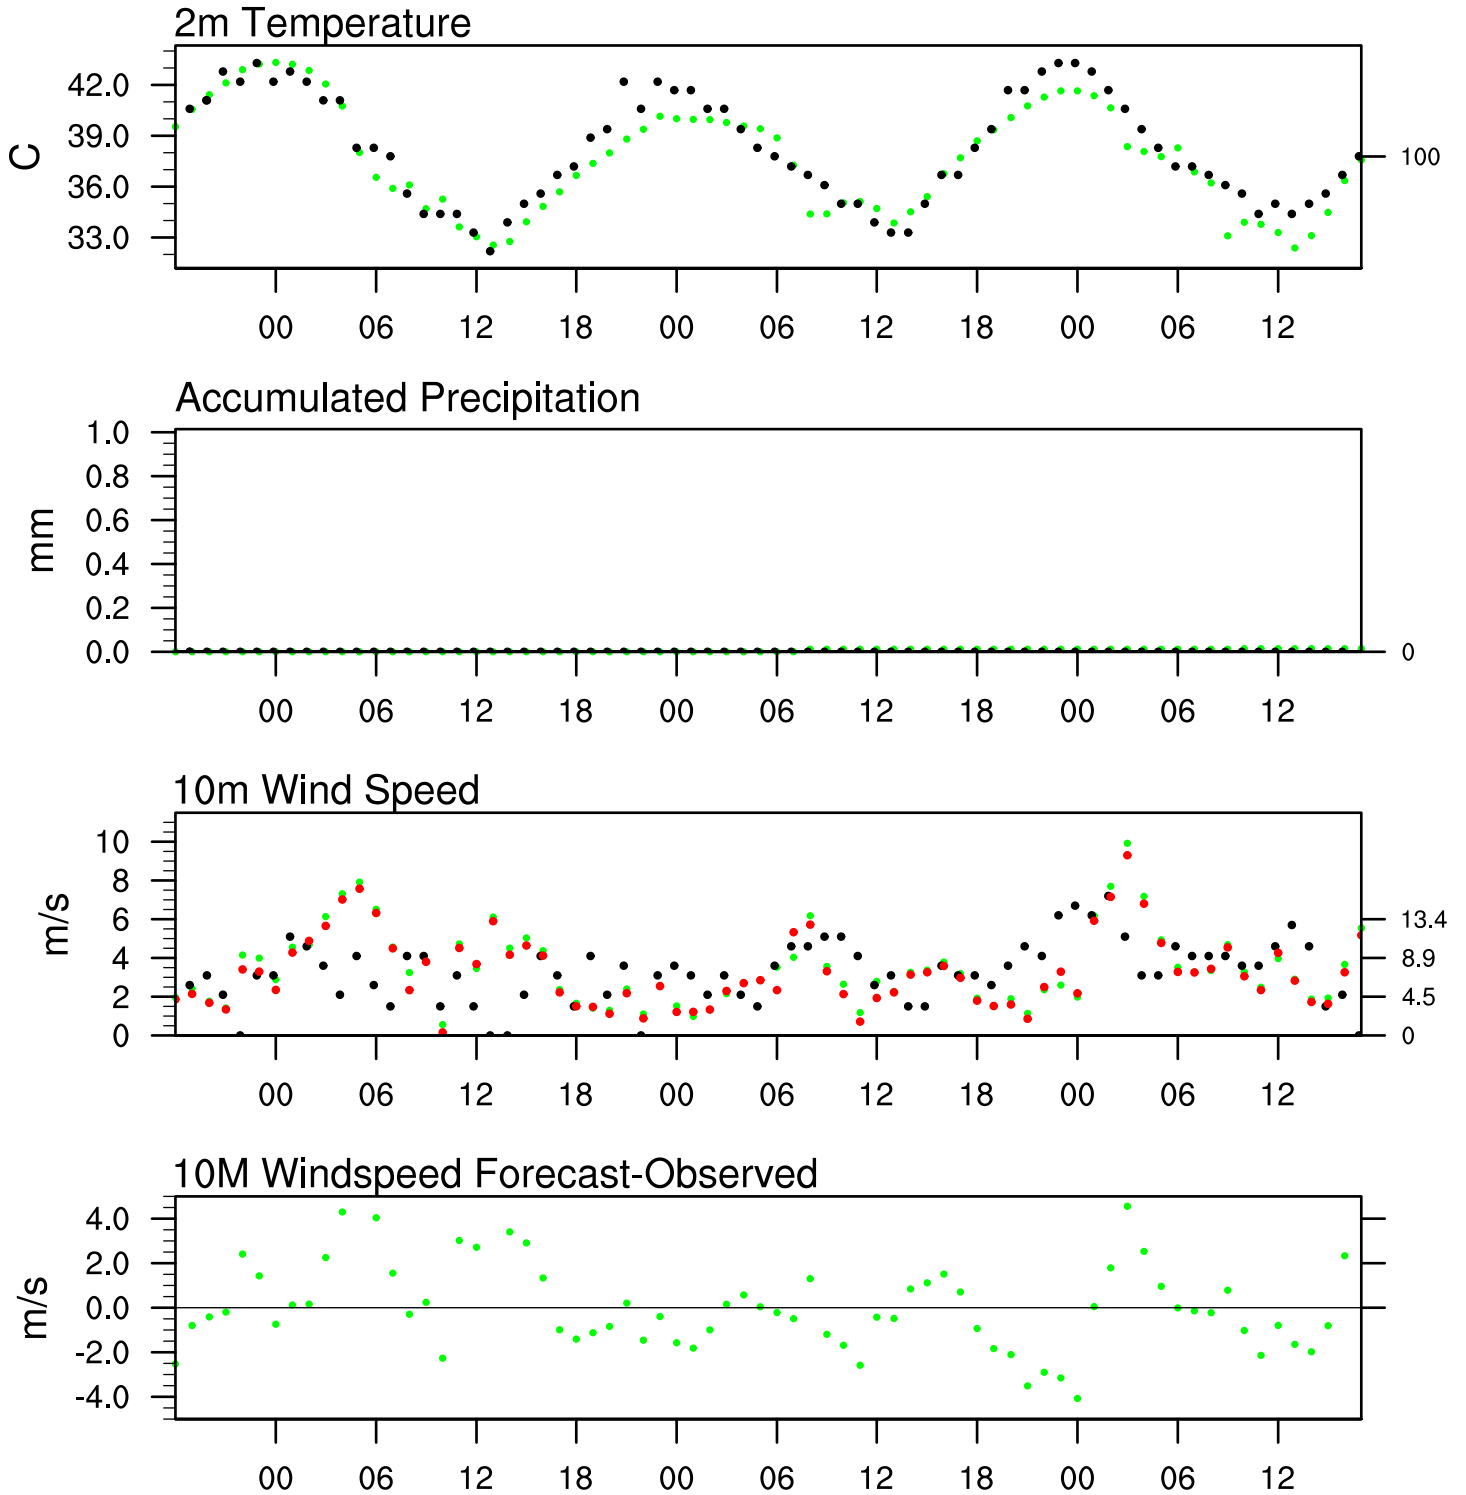 2m Temperature
42.0
39.0
36.0
33.0
C
100
00 06 12 18 00 06 12 18 00 06 12
Accumulated Precipitation
1.0
0.8
0.6
0.4
0.2
0.0
mm
0
00 06 12 18 00 06 12 18 00 06 12
10m Wind Speed
10
8
6
4
2
0
m/s
13.4
8.9
4.5
0
00 06 12 18 00 06 12 18 00 06 12
10M Windspeed Forecast-Observed
4.0
2.0
0.0
-2.0
-4.0
m/s
00 06 12 18 00 06 12 18 00 06 12